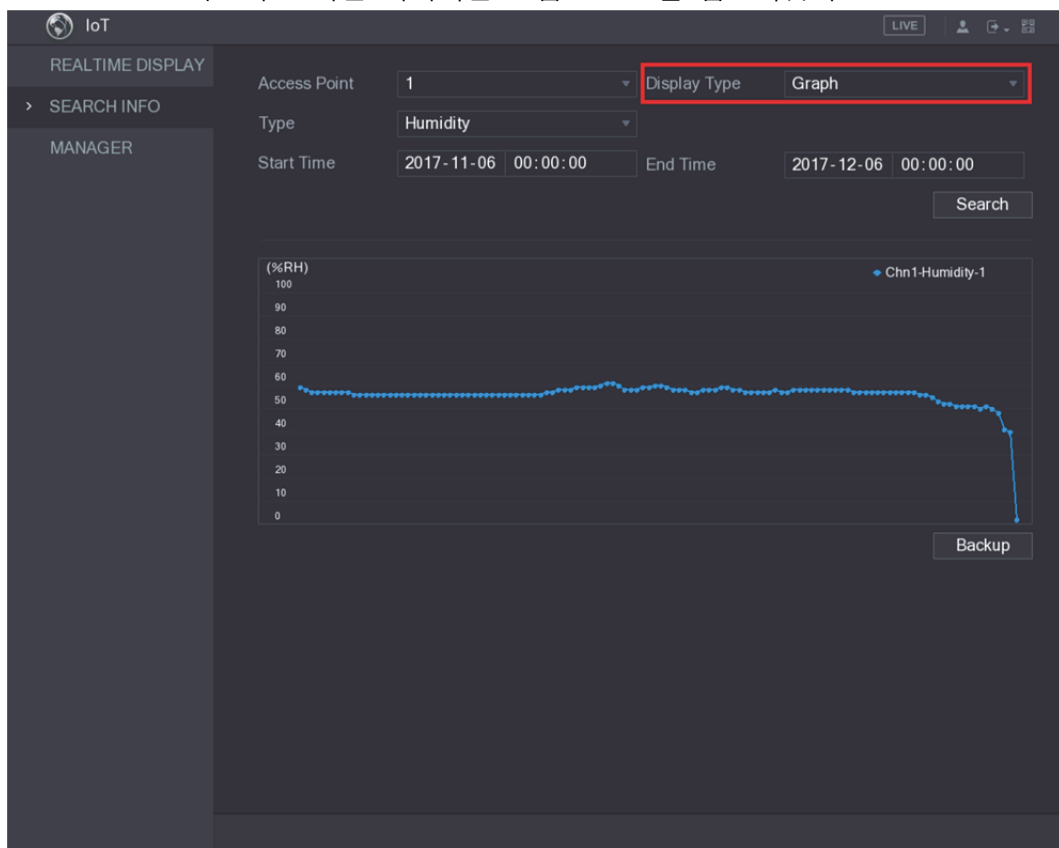 IoT
LIVE
REALTIME DISPLAY
SEARCH INFO
MANAGER
Access Point 1 Display Type Graph
Type Humidity
Start Time 2017-11-06 00:00:00 End Time 2017-12-06 00:00:00
Search
(%RH)
Chn1-Humidity-1
100
90
80
70
60
50
40
30
20
10
0
Backup